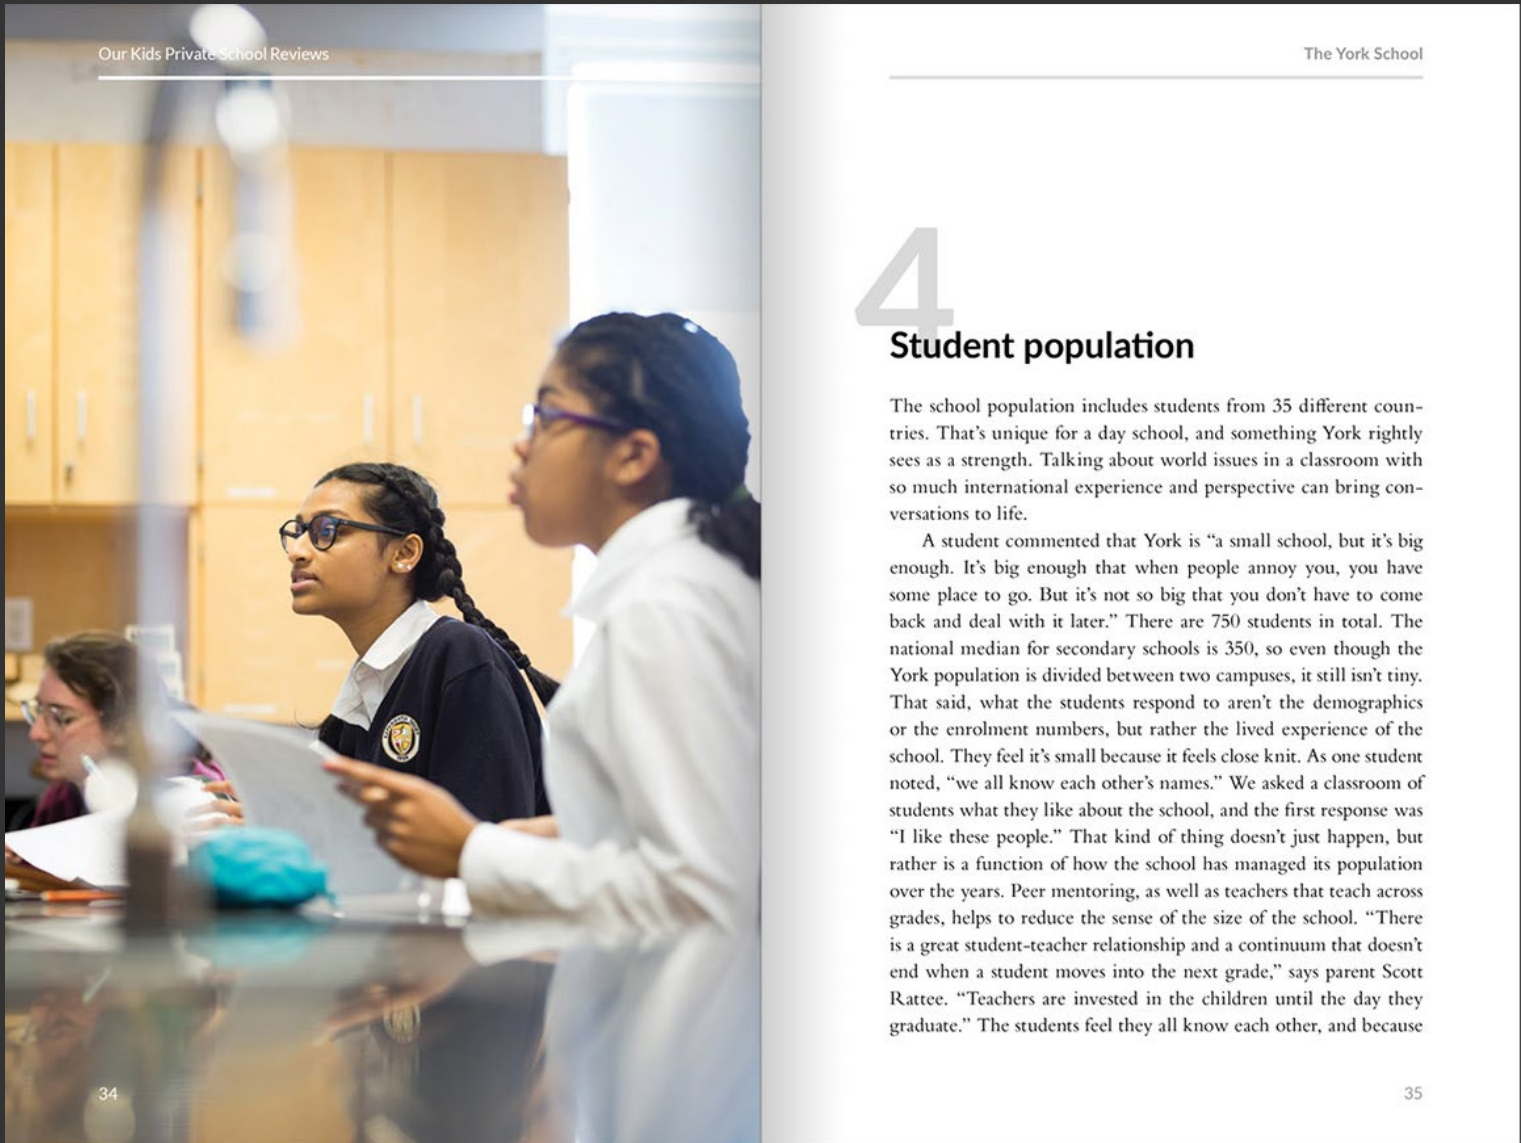 Our Kids Private School Reviews
34
The York School
4
Student population
The school population includes students from 35 different coun-
tries. That's unique for a day school, and something York rightly
sees as a strength. Talking about world issues in a classroom with
so much international experience and perspective can bring con-
versations to life.
A student commented that York is “a small school, but it's big
enough. It's big enough that when people annoy you, you have
some place to go. But it's not so big that you don't have to come
back and deal with it later.” There are 750 students in total. The
national median for secondary schools is 350, so even though the
York population is divided between two campuses, it still isn't tiny.
That said, what the students respond to aren't the demographics
or the enrolment numbers, but rather the lived experience of the
school. They feel it's small because it feels close knit. As one student
noted, “we all know each other's names.” We asked a classroom of
students what they like about the school, and the first response was
“I like these people.” That kind of thing doesn't just happen, but
rather is a function of how the school has managed its population
over the years. Peer mentoring, as well as teachers that teach across
grades, helps to reduce the sense of the size of the school. “There
is a great student-teacher relationship and a continuum that doesn't
end when a student moves into the next grade,” says parent Scott
Rattee. “Teachers are invested in the children until the day they
graduate.” The students feel they all know each other, and because
35